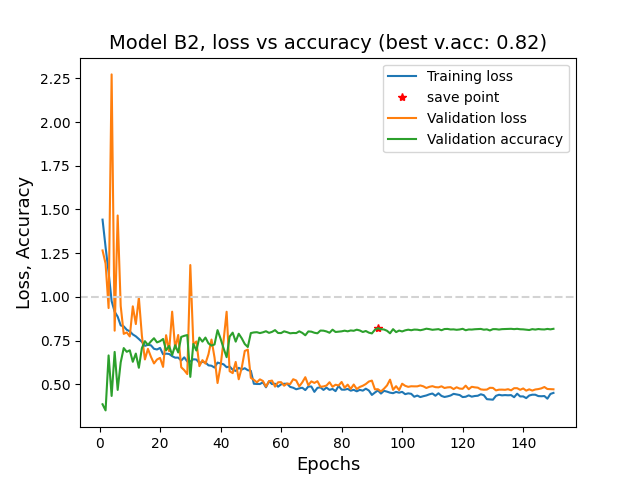 Model B2, loss vs accuracy (best v.acc: 0.82)
Training loss
save point
Validation loss
Validation accuracy
2.25
2.00
1.75
1.50
1.25
1.00
0.75
0.50
Loss, Accuracy
0 20 40 60 80 100 120 140
Epochs